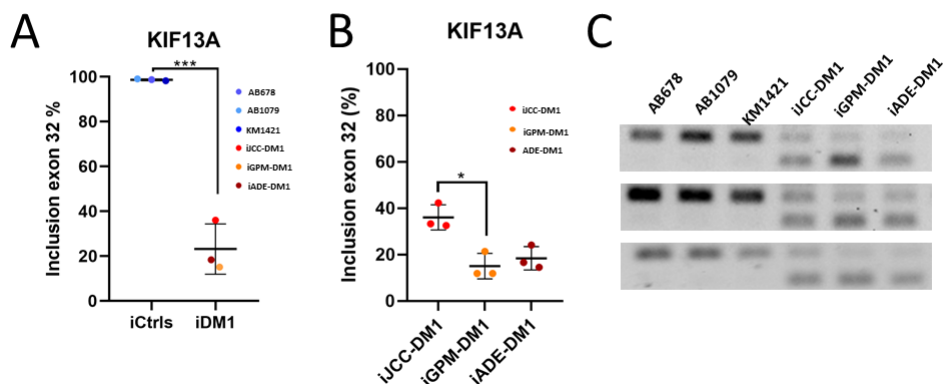 A
KIF13A
Inclusion exon 32 %
100
80
60
40
20
0
***
iCtrls
iDM1
AB678
AB1079
KM1421
iJCC-DM1
iGPM-DM1
iADE-DM1
B
KIF13A
Inclusion exon 32 (%)
100
80
60
40
20
0
*
iJCC-DM1
iGPM-DM1
ADE-DM1
iJCC-DM1
iGPM-DM1
iADE-DM1
C
AB678
AB1079
KM1421
iJCC-DM1
iGPM-DM1
iADE-DM1